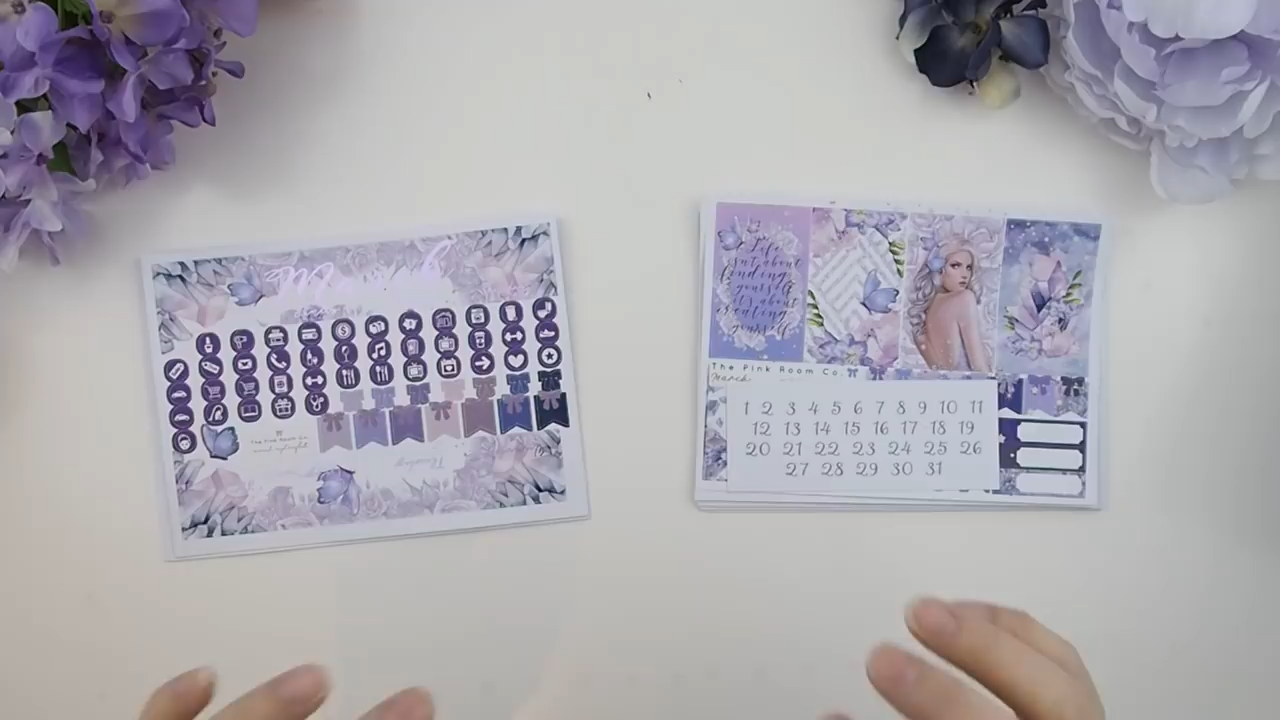 Life
isn't about
finding
yourself
it's about
creating
yourself
The Pink Room Co.
March
1 2 3 4 5 6 7 8 9 10 11
12 13 14 15 16 17 18 19
20 21 22 23 24 25 26
27 28 29 30 31
The Pink Room Co.